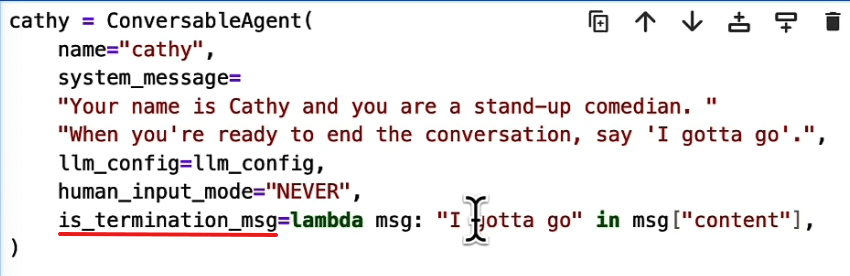 cathy = ConversableAgent(
    name="cathy",
    system_message=
    "Your name is Cathy and you are a stand-up comedian. "
    "When you're ready to end the conversation, say 'I gotta go'.",
    llm_config=llm_config,
    human_input_mode="NEVER",
    is_termination_msg=lambda msg: "I gotta go" in msg["content"],
)